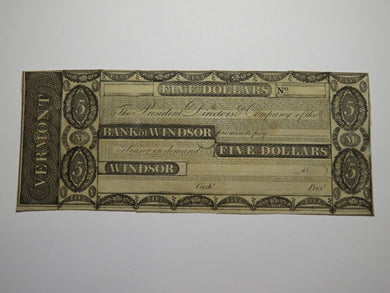 FIVE DOLLARS No
The President Directors & Company of the
BANK OF WINDSOR promise to pay
or bearer on demand FIVE DOLLARS
WINDSOR 18
Cash.r Pres.t
VERMONT
5
5
5
5